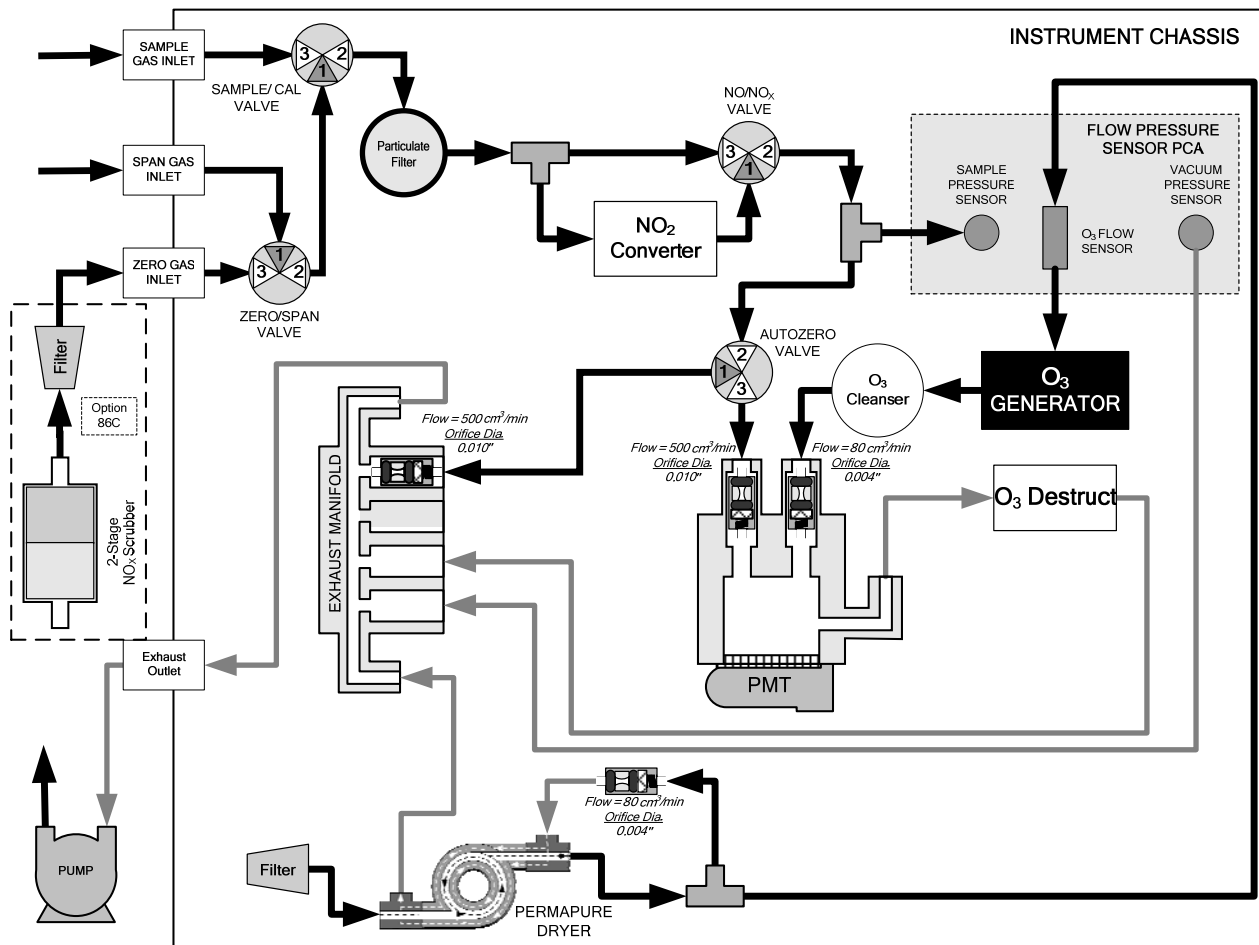 INSTRUMENT CHASSIS
SAMPLE
GAS INLET
3 2
1
SAMPLE/ CAL
VALVE
SPAN GAS
INLET
ZERO GAS
INLET
1
3 2
ZERO/SPAN
VALVE
Particulate
Filter
NO/NOX
VALVE
3 2
1
NO2
Converter
FLOW PRESSURE
SENSOR PCA
SAMPLE
PRESSURE
SENSOR
O3 FLOW
SENSOR
VACUUM
PRESSURE
SENSOR
AUTOZERO
VALVE
2
1
3
O3
Cleanser
O3
GENERATOR
Filter
Option
86C
2-Stage
NOX Scrubber
Flow = 500 cm3/min
Orifice Dia.
0.010"
Flow = 500 cm3/min
Orifice Dia.
0.010"
Flow = 80 cm3/min
Orifice Dia.
0.004"
O3 Destruct
EXHAUST MANIFOLD
Exhaust
Outlet
PMT
PUMP
Flow = 80 cm3/min
Orifice Dia.
0.004"
Filter
PERMAPURE
DRYER